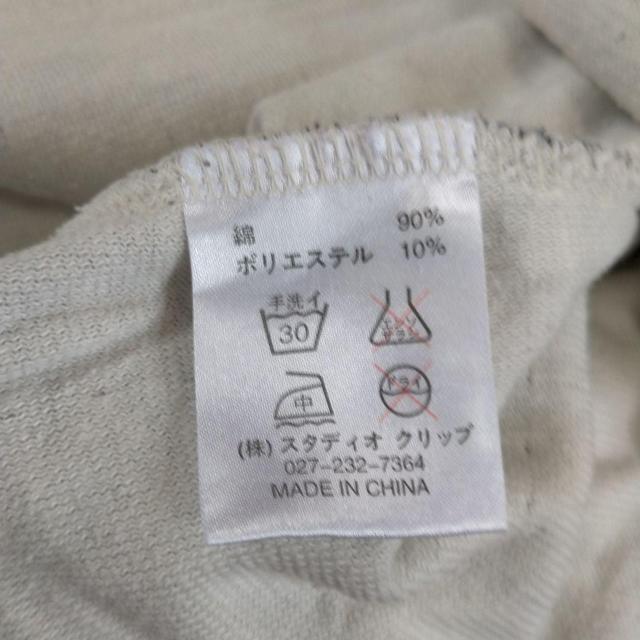 綿 90%
ポリエステル 10%
手洗イ
30
エンソ
サラシ
中
ドライ
(株) スタディオ クリップ
027-232-7364
MADE IN CHINA